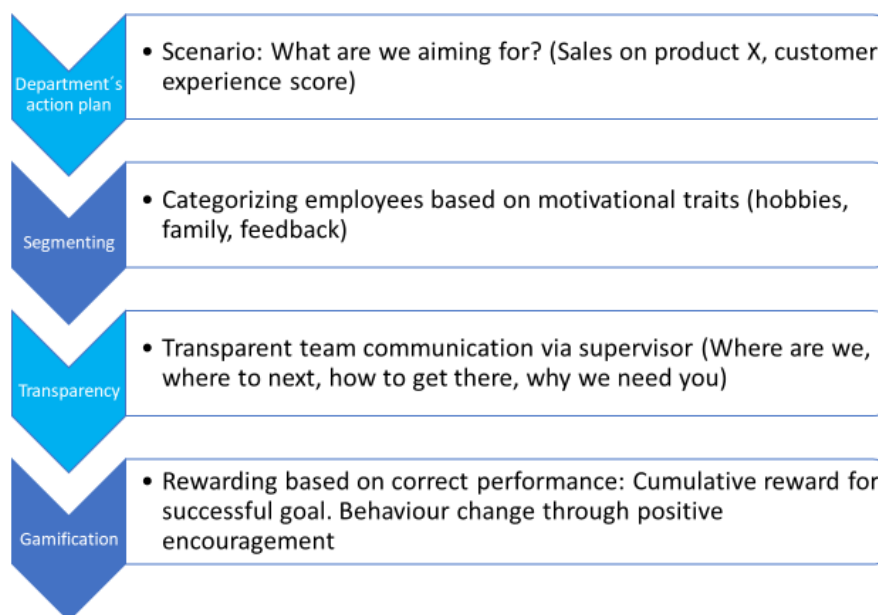 Department´s
action plan
• Scenario: What are we aiming for? (Sales on product X, customer
experience score)
Segmenting
• Categorizing employees based on motivational traits (hobbies,
family, feedback)
Transparency
• Transparent team communication via supervisor (Where are we,
where to next, how to get there, why we need you)
Gamification
• Rewarding based on correct performance: Cumulative reward for
successful goal. Behaviour change through positive
encouragement